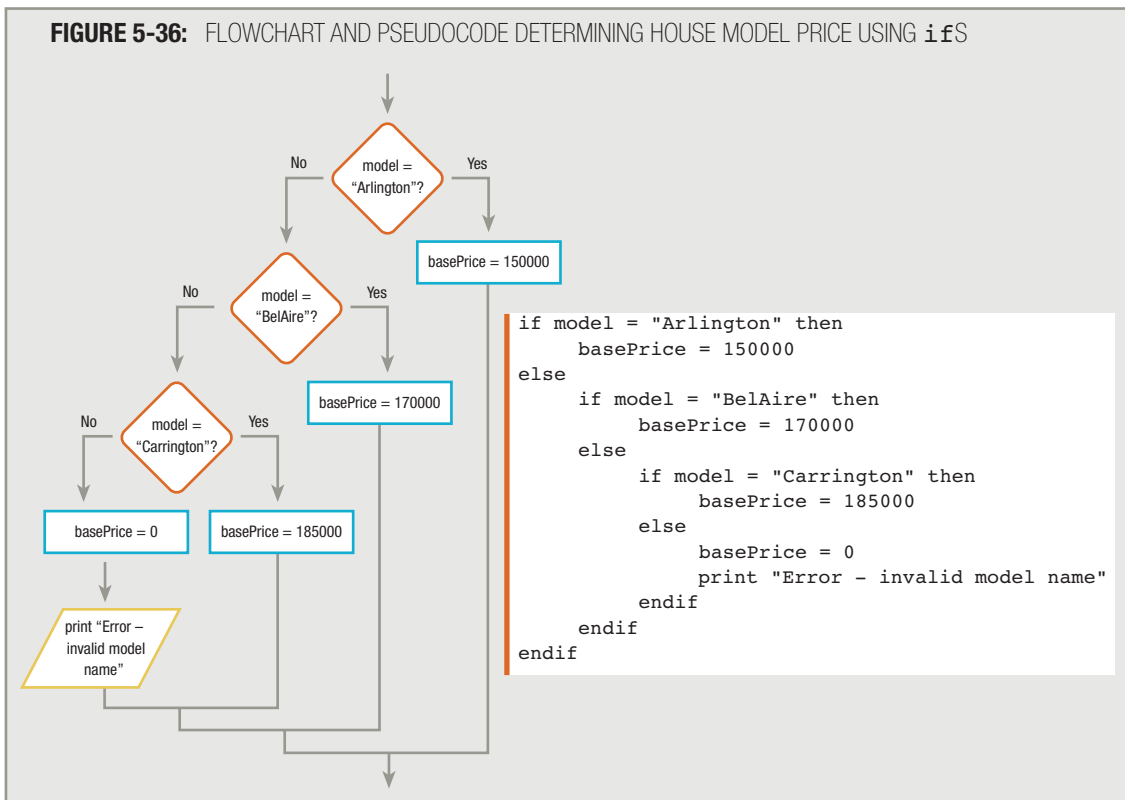 FIGURE 5-36: FLOWCHART AND PSEUDOCODE DETERMINING HOUSE MODEL PRICE USING ifS
No
model =
“Arlington”?
Yes
basePrice = 150000
No
model =
“BelAire”?
Yes
basePrice = 170000
No
model =
“Carrington”?
Yes
basePrice = 0
basePrice = 185000
print “Error –
invalid model
name”
if model = "Arlington" then
     basePrice = 150000
else
     if model = "BelAire" then
          basePrice = 170000
     else
          if model = "Carrington" then
               basePrice = 185000
          else
               basePrice = 0
               print "Error – invalid model name"
          endif
     endif
endif